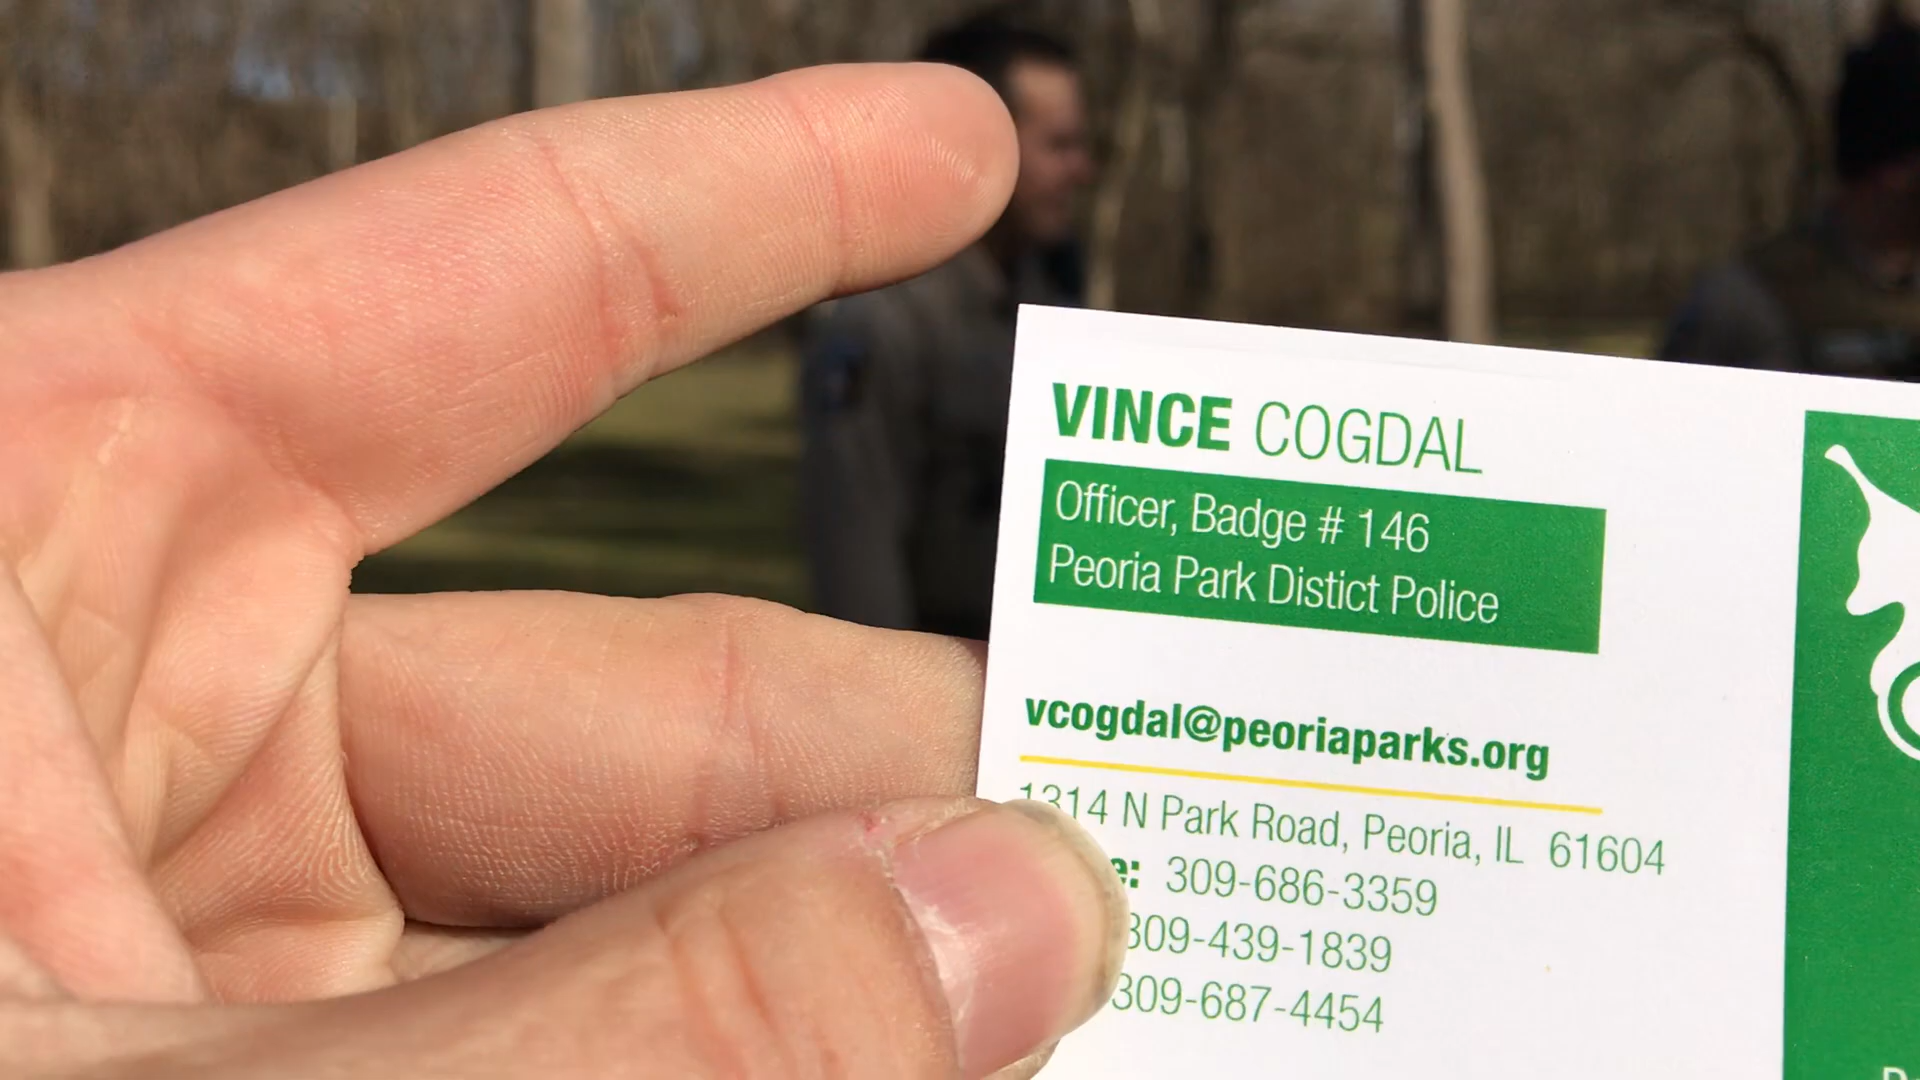 VINCE COGDAL
Officer, Badge # 146
Peoria Park Distict Police
vcogdal@peoriaparks.org
1314 N Park Road, Peoria, IL 61604
309-686-3359
309-439-1839
309-687-4454